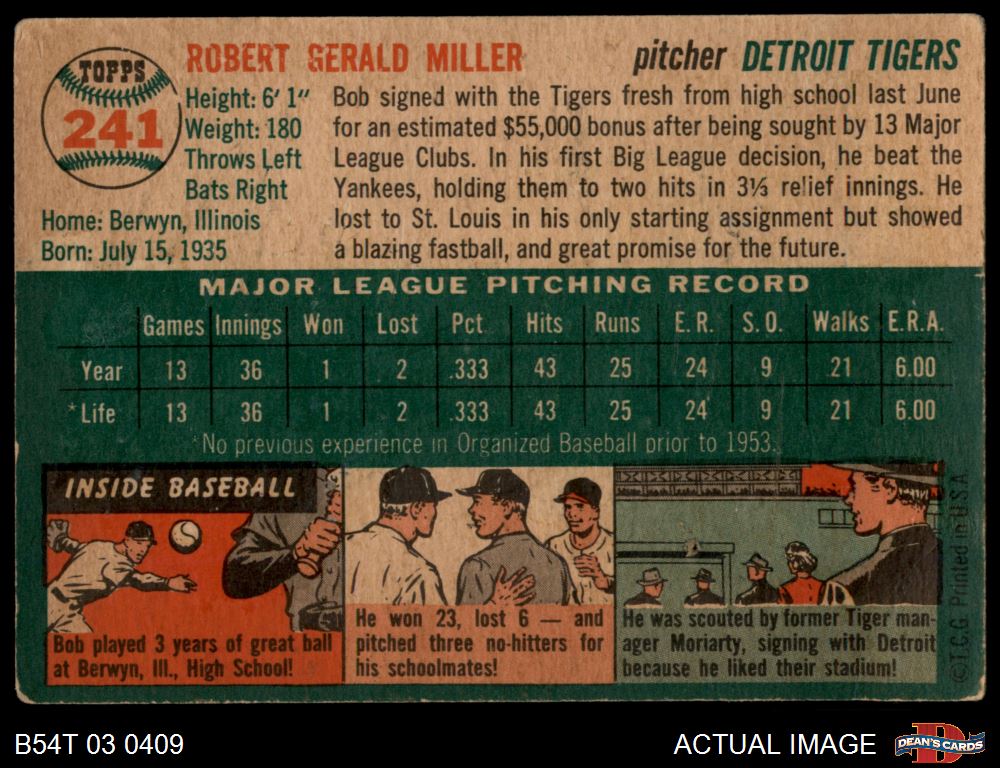 TOPPS
241
ROBERT GERALD MILLER
pitcher DETROIT TIGERS
Height: 6' 1"
Weight: 180
Throws Left
Bats Right
Home: Berwyn, Illinois
Born: July 15, 1935
Bob signed with the Tigers fresh from high school last June
for an estimated $55,000 bonus after being sought by 13 Major
League Clubs. In his first Big League decision, he beat the
Yankees, holding them to two hits in 3⅓ relief innings. He
lost to St. Louis in his only starting assignment but showed
a blazing fastball, and great promise for the future.
MAJOR LEAGUE PITCHING RECORD
Games Innings Won Lost Pct. Hits Runs E. R. S. O. Walks E.R.A.
Year 13 36 1 2 .333 43 25 24 9 21 6.00
*Life 13 36 1 2 .333 43 25 24 9 21 6.00
*No previous experience in Organized Baseball prior to 1953.
INSIDE BASEBALL
Bob played 3 years of great ball
at Berwyn, Ill., High School!
He won 23, lost 6 — and
pitched three no-hitters for
his schoolmates!
He was scouted by former Tiger man-
ager Moriarty, signing with Detroit
because he liked their stadium!
©T.C.G. Printed in U.S.A.
B54T 03 0409
ACTUAL IMAGE
D
DEAN'S CARDS